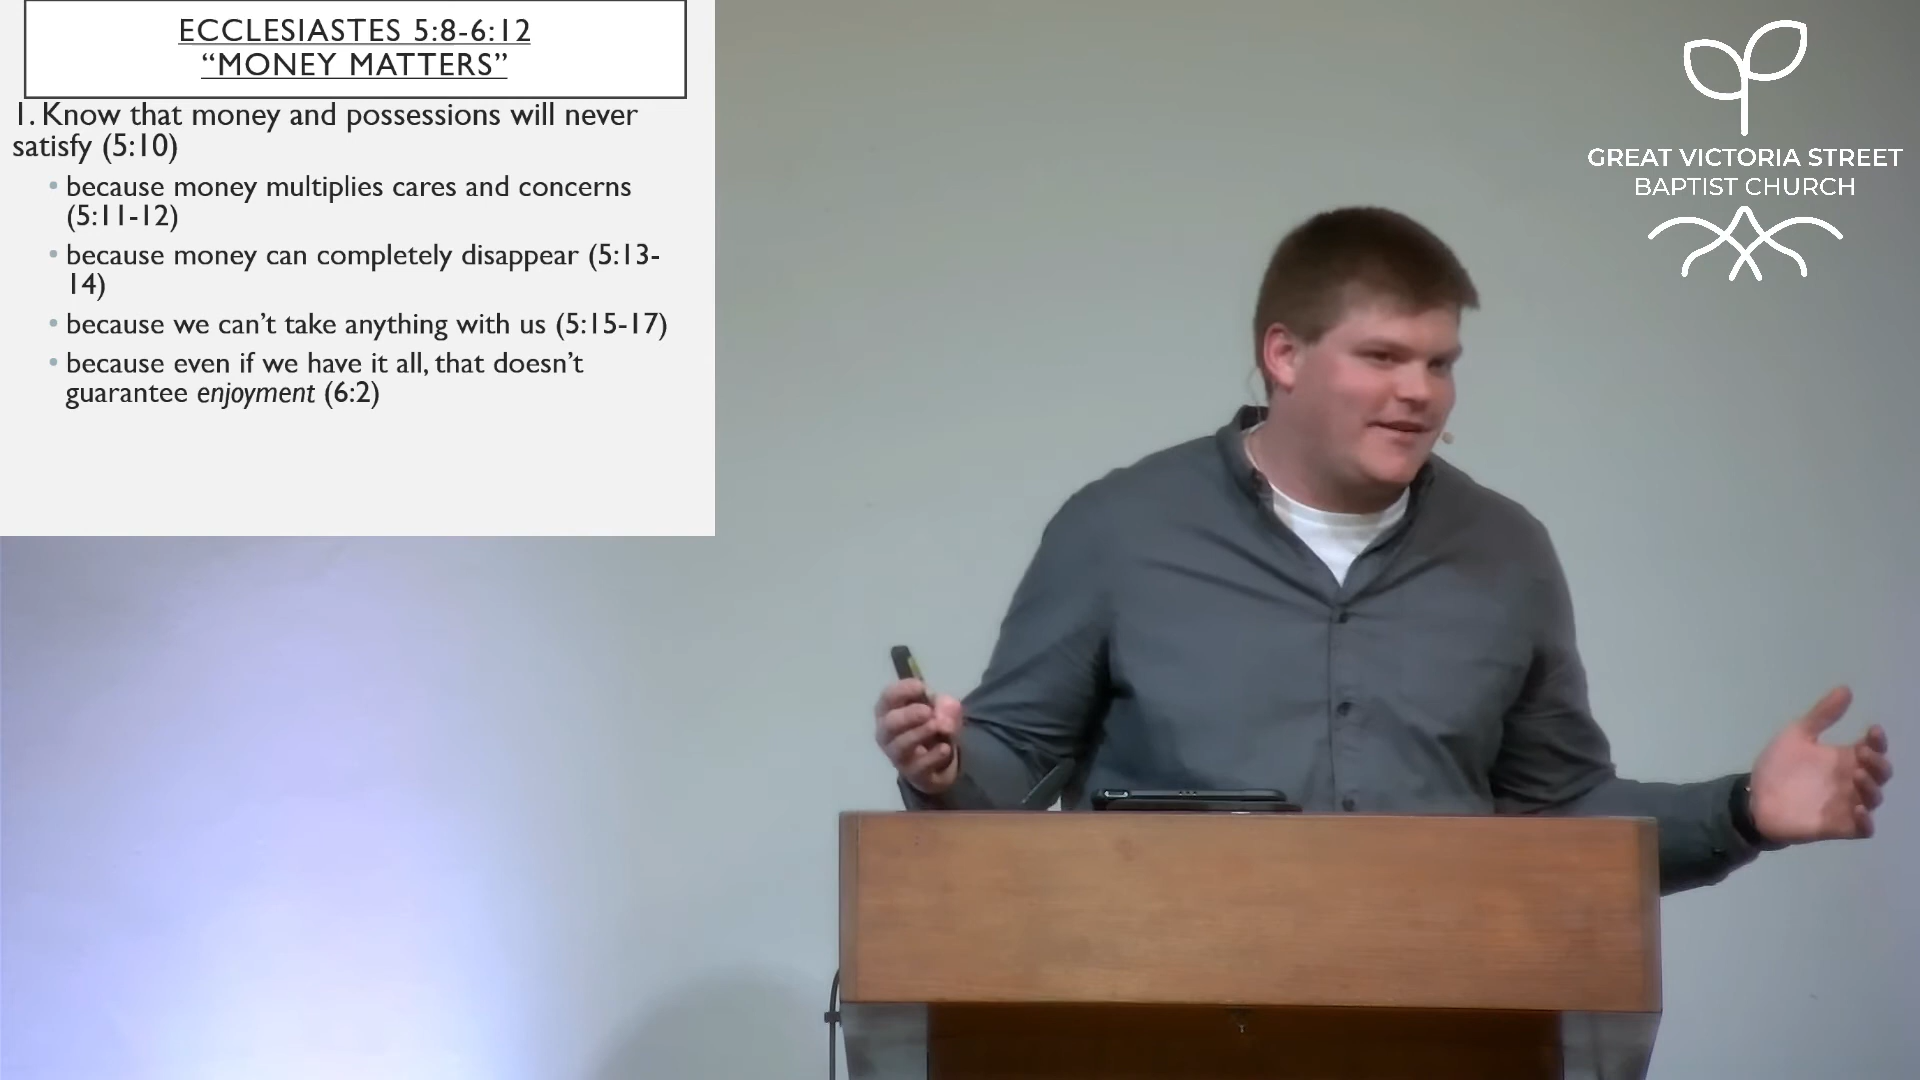 ECCLESIASTES 5:8-6:12
“MONEY MATTERS”
1. Know that money and possessions will never
satisfy (5:10)
• because money multiplies cares and concerns
(5:11-12)
• because money can completely disappear (5:13-
14)
• because we can’t take anything with us (5:15-17)
• because even if we have it all, that doesn’t
guarantee enjoyment (6:2)
GREAT VICTORIA STREET
BAPTIST CHURCH